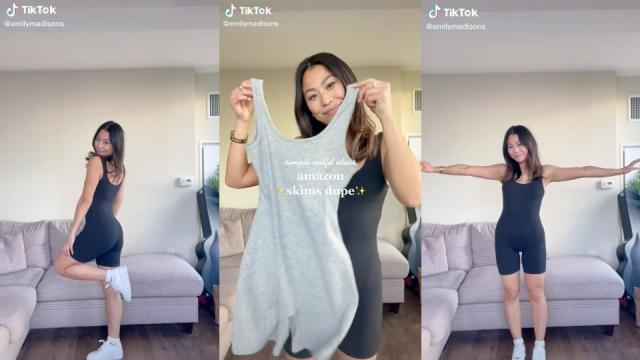 TikTok
@emilymadisons
TikTok
@emilymadisons
simple outfit ideas
amazon
✨skims dupe✨
TikTok
@emilymadisons